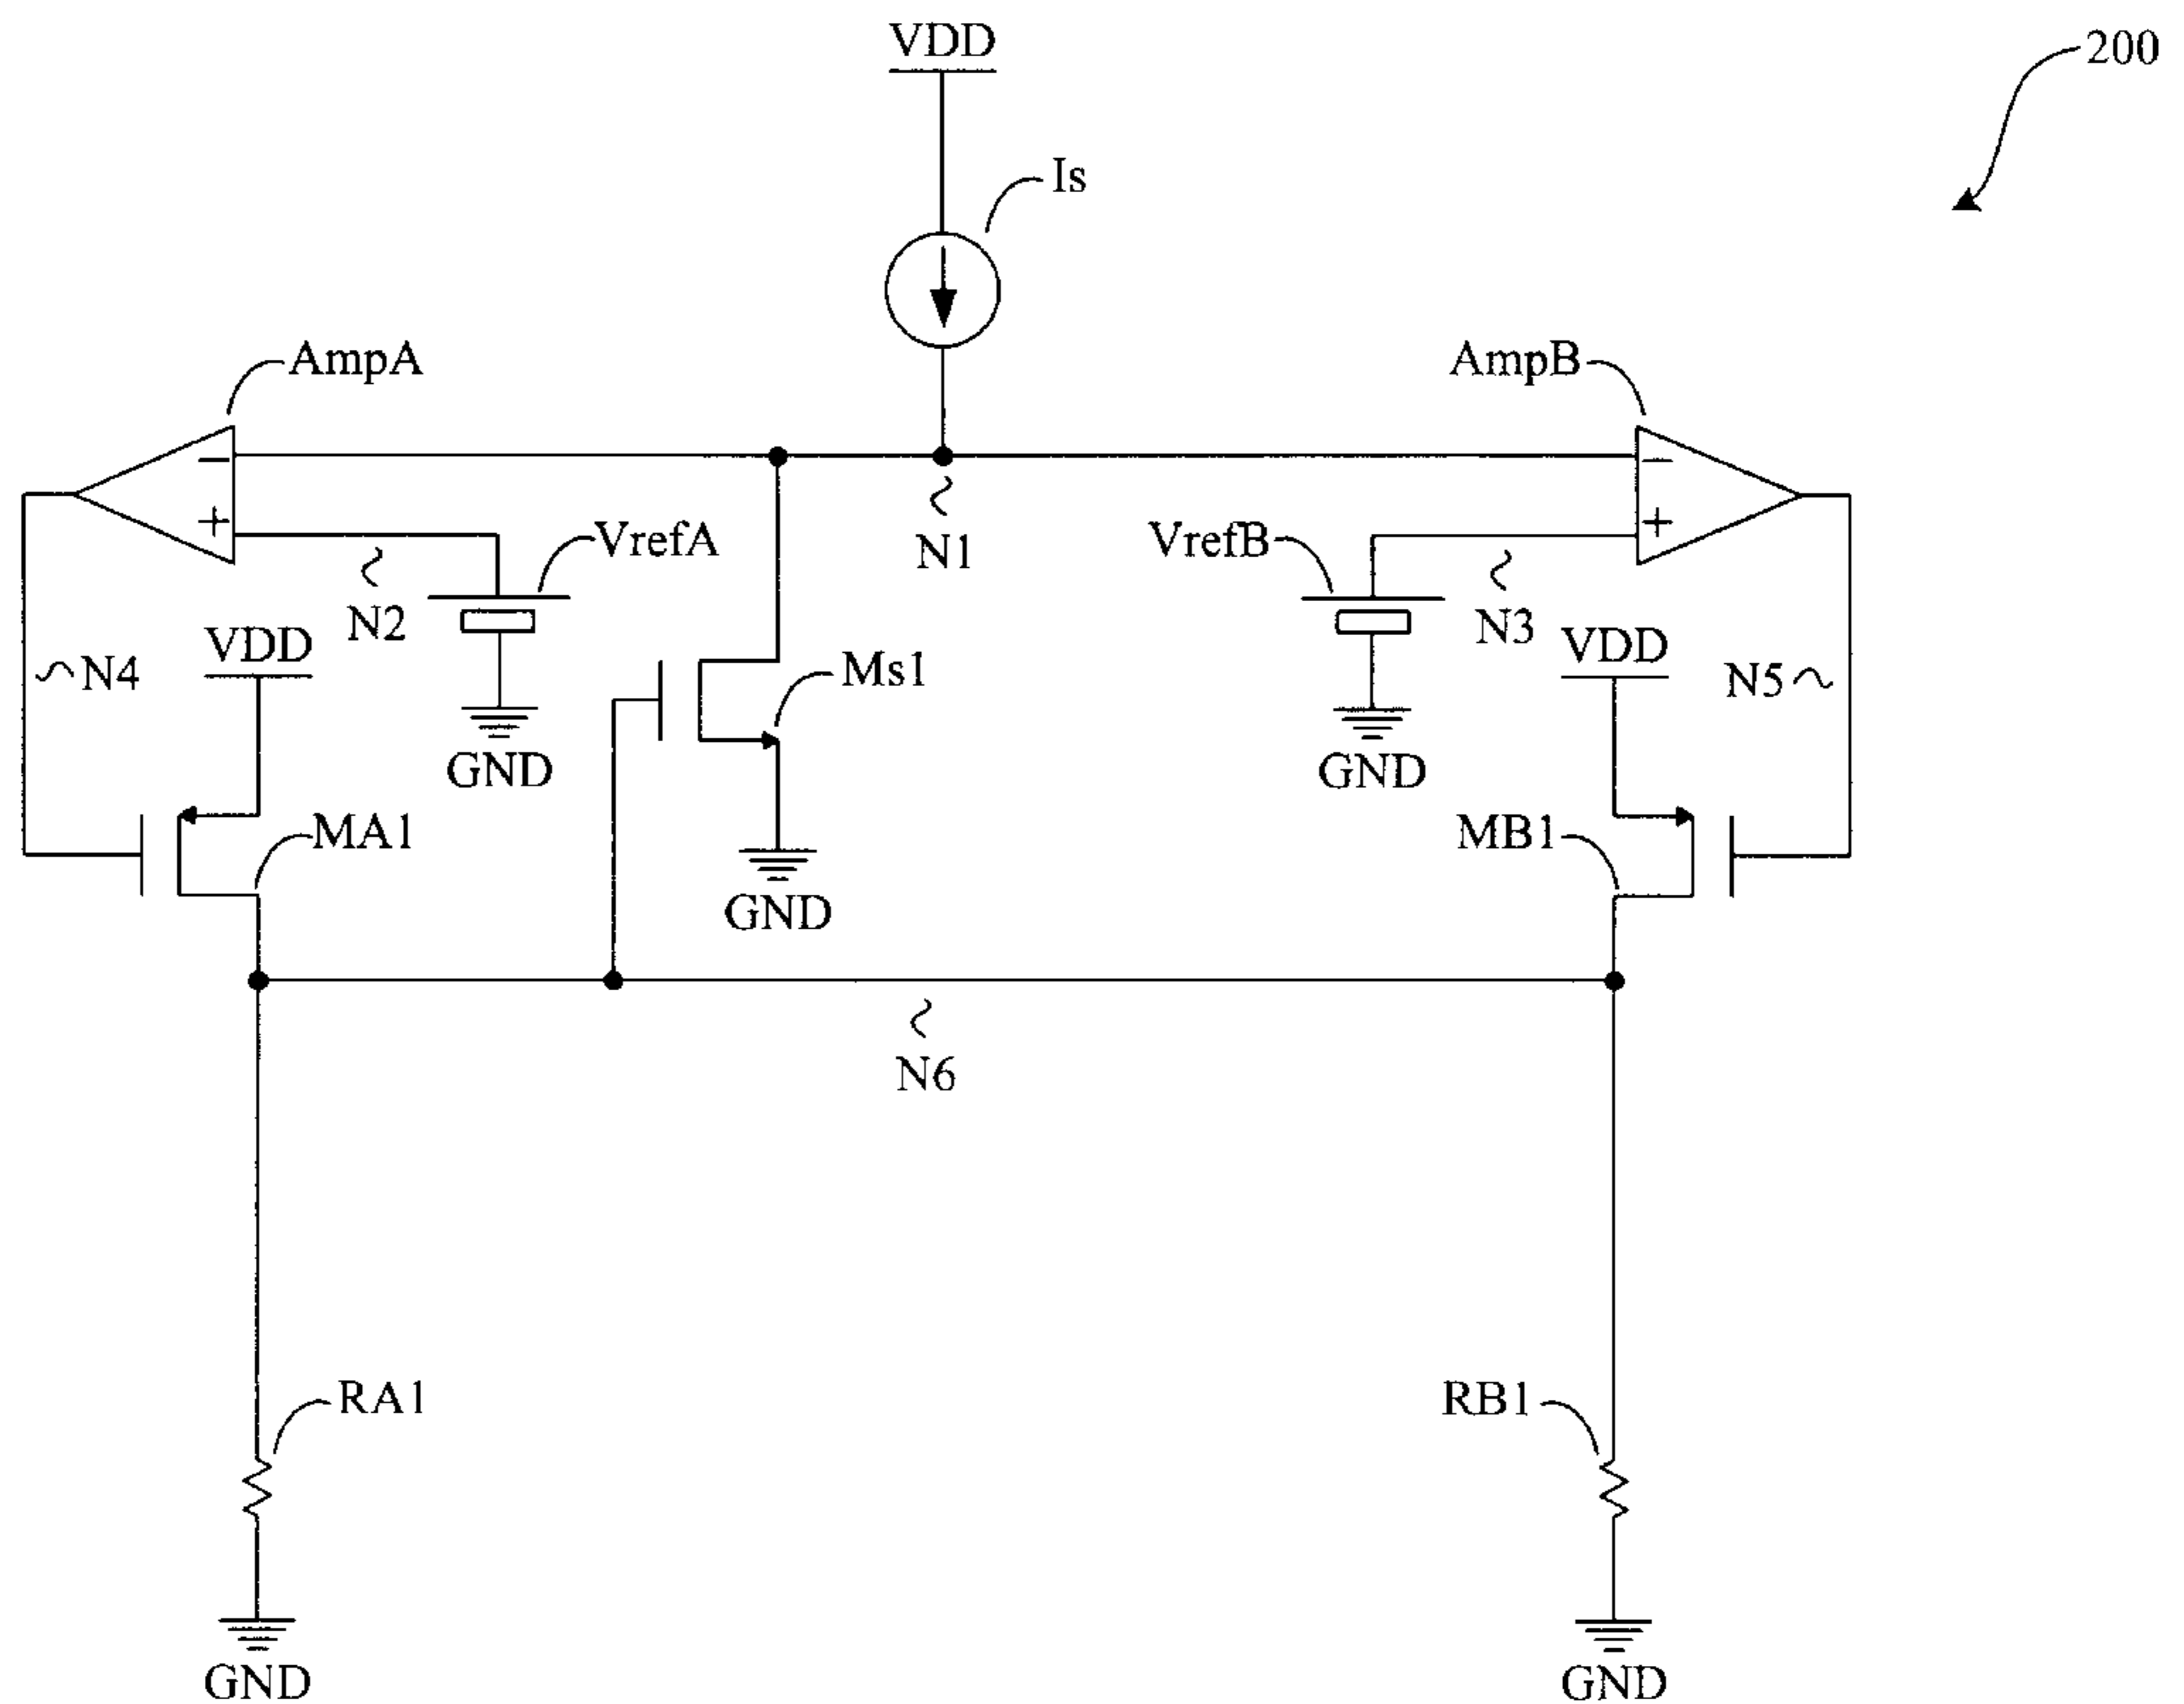 VDD
200
Is
AmpA
AmpB
− −
+ +
VrefA
N1
VrefB
N2
N3
VDD
VDD
N4
Ms1
N5
GND
GND
MA1
MB1
GND
N6
RA1
RB1
GND
GND